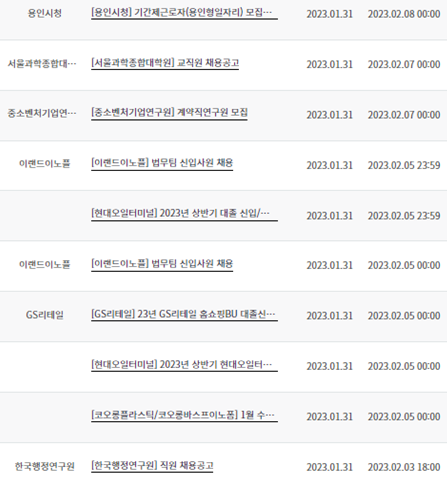 용인시청 [용인시청] 기간제근로자(용인형일자리) 모집… 2023.01.31 2023.02.08 00:00
서울과학종합대… [서울과학종합대학원] 교직원 채용공고 2023.01.31 2023.02.07 00:00
중소벤처기업연… [중소벤처기업연구원] 계약직연구원 모집 2023.01.31 2023.02.07 00:00
이랜드이노플 [이랜드이노플] 법무팀 신입사원 채용 2023.01.31 2023.02.05 23:59
[현대오일터미널] 2023년 상반기 대졸 신입/… 2023.01.31 2023.02.05 23:59
이랜드이노플 [이랜드이노플] 법무팀 신입사원 채용 2023.01.31 2023.02.05 00:00
GS리테일 [GS리테일] 23년 GS리테일 홈쇼핑BU 대졸신… 2023.01.31 2023.02.05 00:00
[현대오일터미널] 2023년 상반기 현대오일터… 2023.01.31 2023.02.05 00:00
[코오롱플라스틱/코오롱바스프이노폼] 1월 수… 2023.01.31 2023.02.05 00:00
한국행정연구원 [한국행정연구원] 직원 채용공고 2023.01.31 2023.02.03 18:00